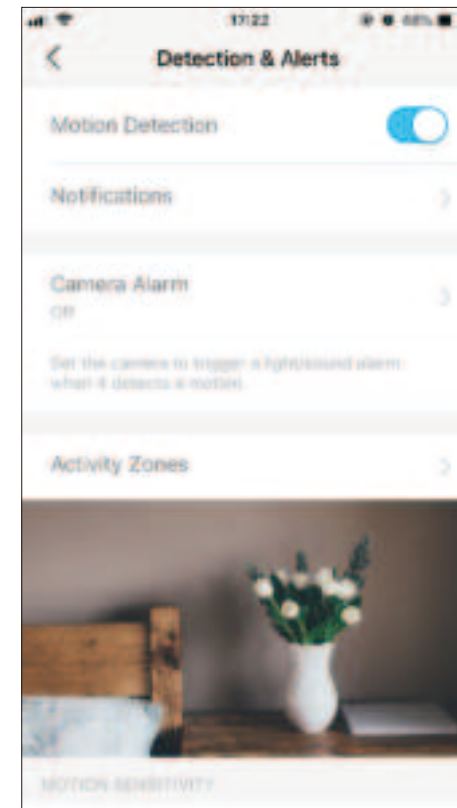 17:22
Detection & Alerts
Motion Detection
Notifications
Camera Alarm
Off
Set the camera to trigger a light/sound alarm
when it detects a motion.
Activity Zones
MOTION SENSITIVITY